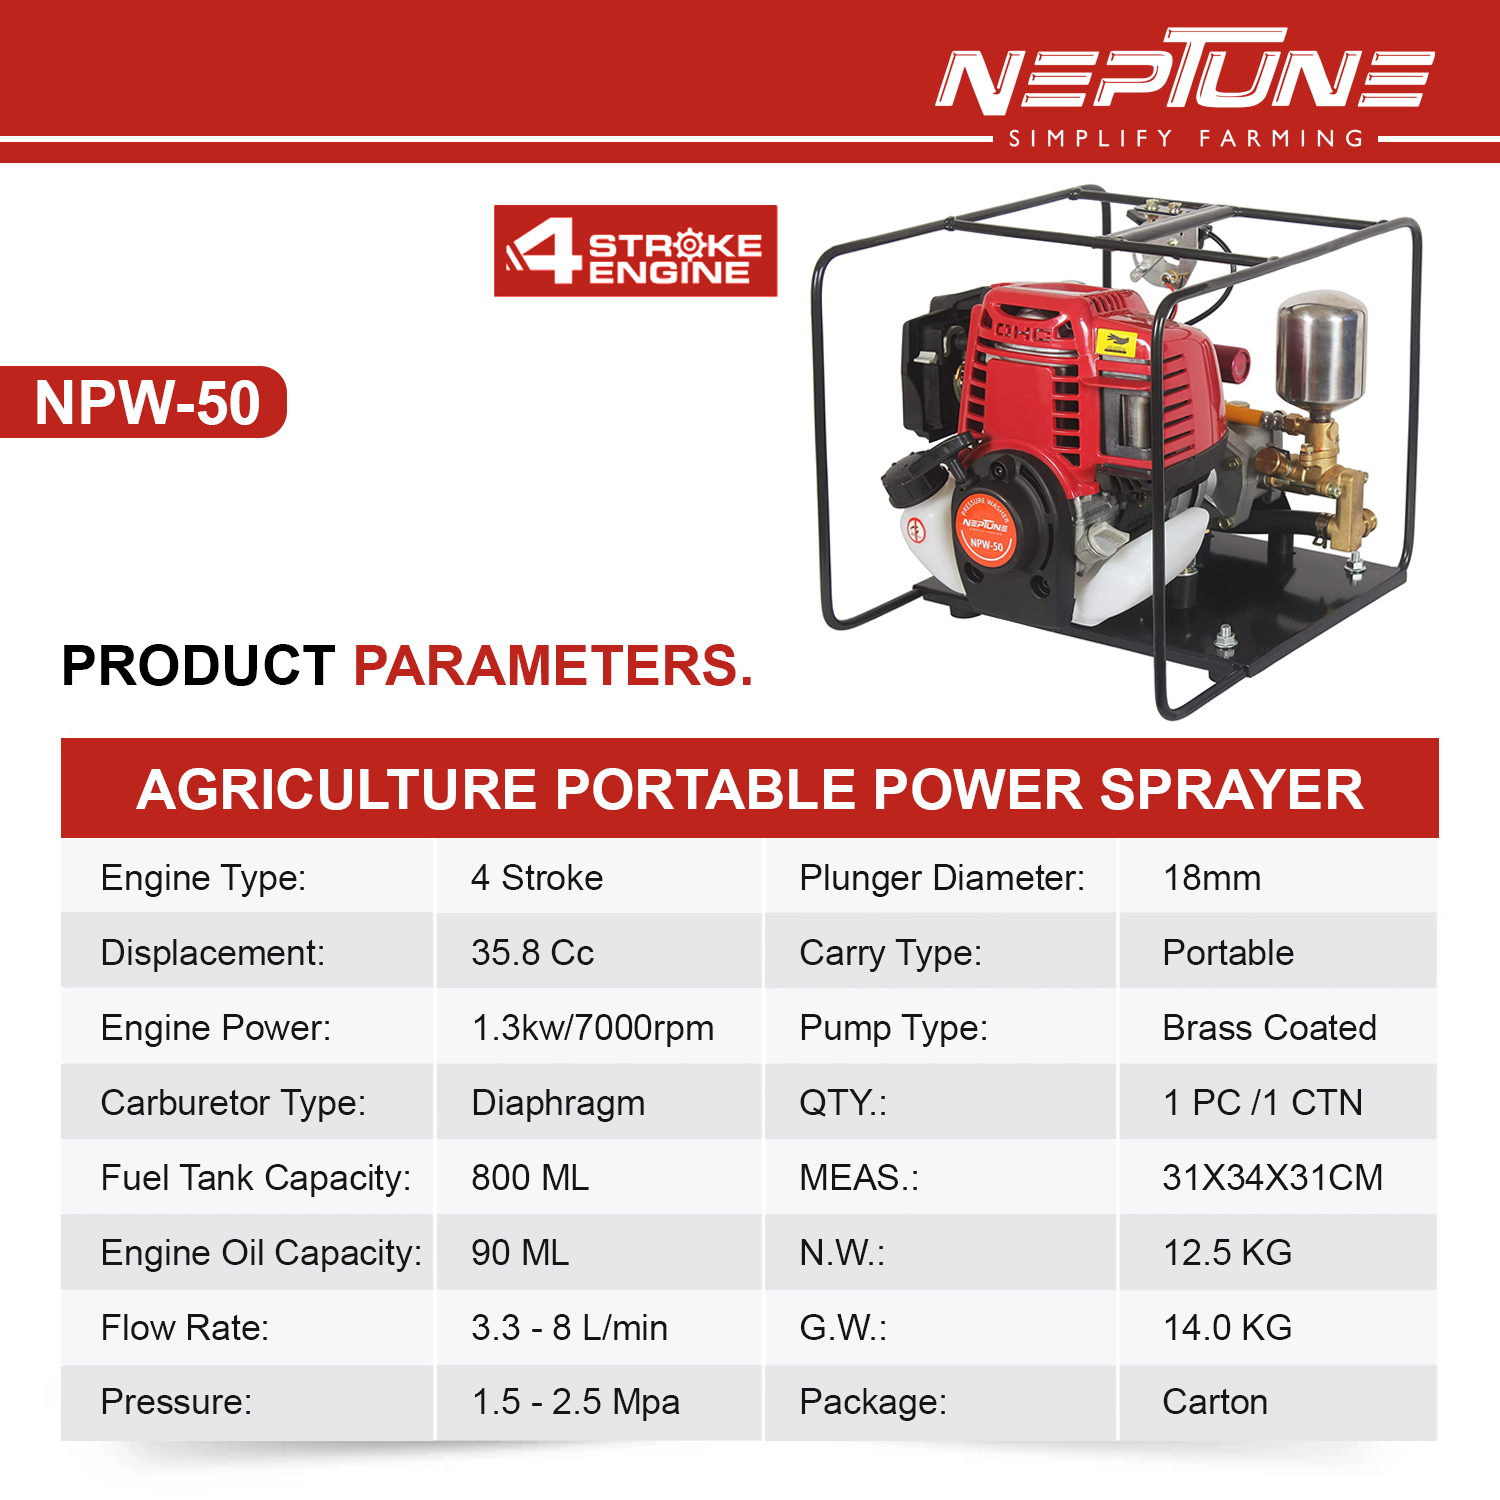 NEPTUNE
SIMPLIFY FARMING
4 STROKE
ENGINE
NPW-50
OHC
PRESSURE WASHER
NEPTUNE
NPW-50
PRODUCT PARAMETERS.
AGRICULTURE PORTABLE POWER SPRAYER
Engine Type: 4 Stroke Plunger Diameter: 18mm
Displacement: 35.8 Cc Carry Type: Portable
Engine Power: 1.3kw/7000rpm Pump Type: Brass Coated
Carburetor Type: Diaphragm QTY.: 1 PC /1 CTN
Fuel Tank Capacity: 800 ML MEAS.: 31X34X31CM
Engine Oil Capacity: 90 ML N.W.: 12.5 KG
Flow Rate: 3.3 - 8 L/min G.W.: 14.0 KG
Pressure: 1.5 - 2.5 Mpa Package: Carton